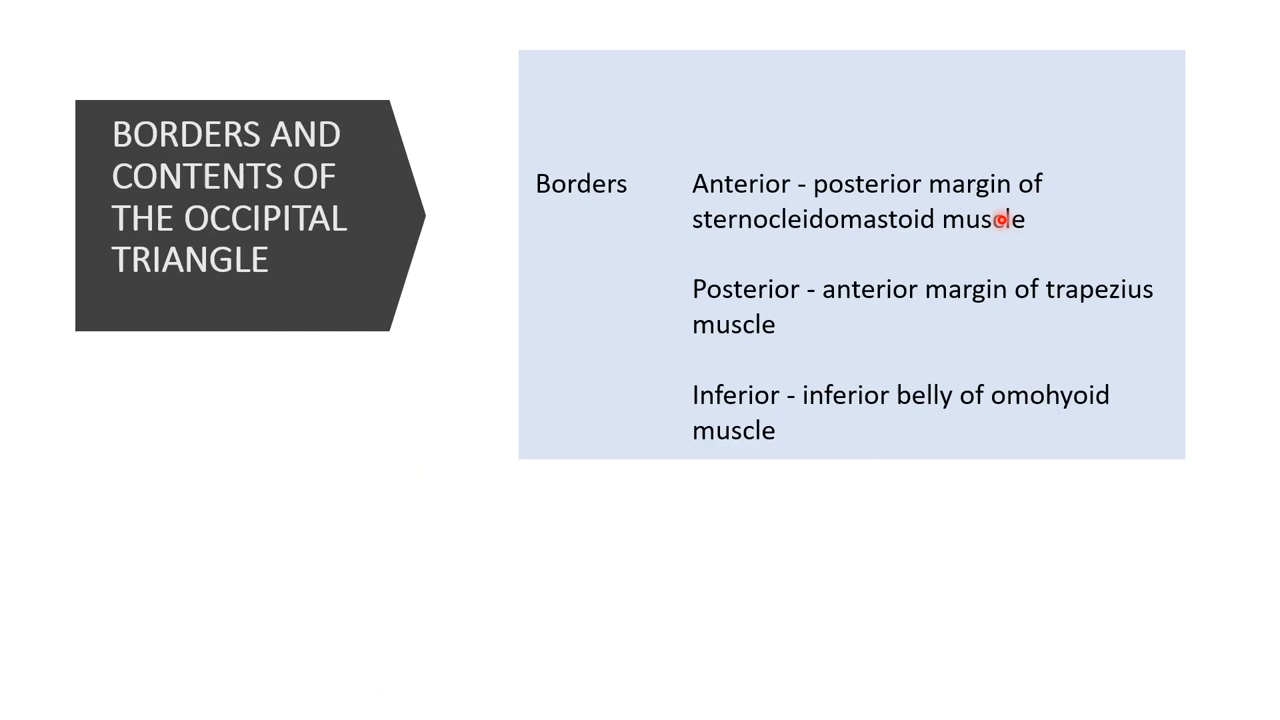 BORDERS AND
CONTENTS OF
THE OCCIPITAL
TRIANGLE
Borders
Anterior - posterior margin of
sternocleidomastoid muscle
Posterior - anterior margin of trapezius
muscle
Inferior - inferior belly of omohyoid
muscle